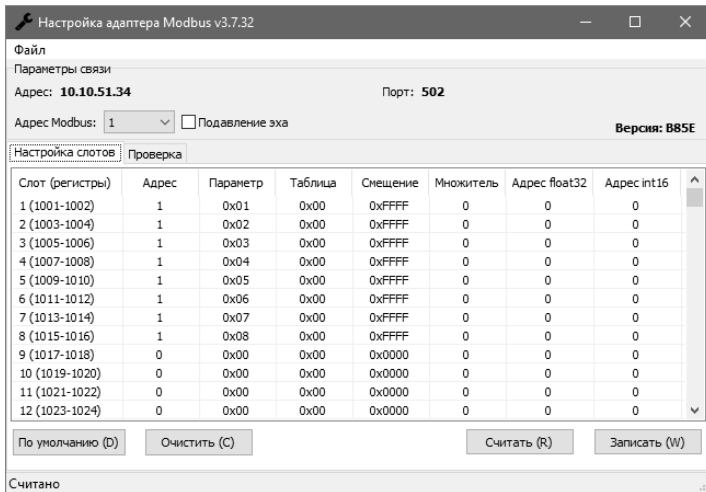 Настройка адаптера Modbus v3.7.32
Файл
Параметры связи
Адрес: 10.10.51.34 Порт: 502
Адрес Modbus: 1 Подавление эха
Версия: B85E
Настройка слотов Проверка
Слот (регистры) Адрес Параметр Таблица Смещение Множитель Адрес float32 Адрес int16
1 (1001-1002) 1 0x01 0x00 0xFFFF 0 0 0
2 (1003-1004) 1 0x02 0x00 0xFFFF 0 0 0
3 (1005-1006) 1 0x03 0x00 0xFFFF 0 0 0
4 (1007-1008) 1 0x04 0x00 0xFFFF 0 0 0
5 (1009-1010) 1 0x05 0x00 0xFFFF 0 0 0
6 (1011-1012) 1 0x06 0x00 0xFFFF 0 0 0
7 (1013-1014) 1 0x07 0x00 0xFFFF 0 0 0
8 (1015-1016) 1 0x08 0x00 0xFFFF 0 0 0
9 (1017-1018) 0 0x00 0x00 0x0000 0 0 0
10 (1019-1020) 0 0x00 0x00 0x0000 0 0 0
11 (1021-1022) 0 0x00 0x00 0x0000 0 0 0
12 (1023-1024) 0 0x00 0x00 0x0000 0 0 0
По умолчанию (D) Очистить (C) Считать (R) Записать (W)
Считано